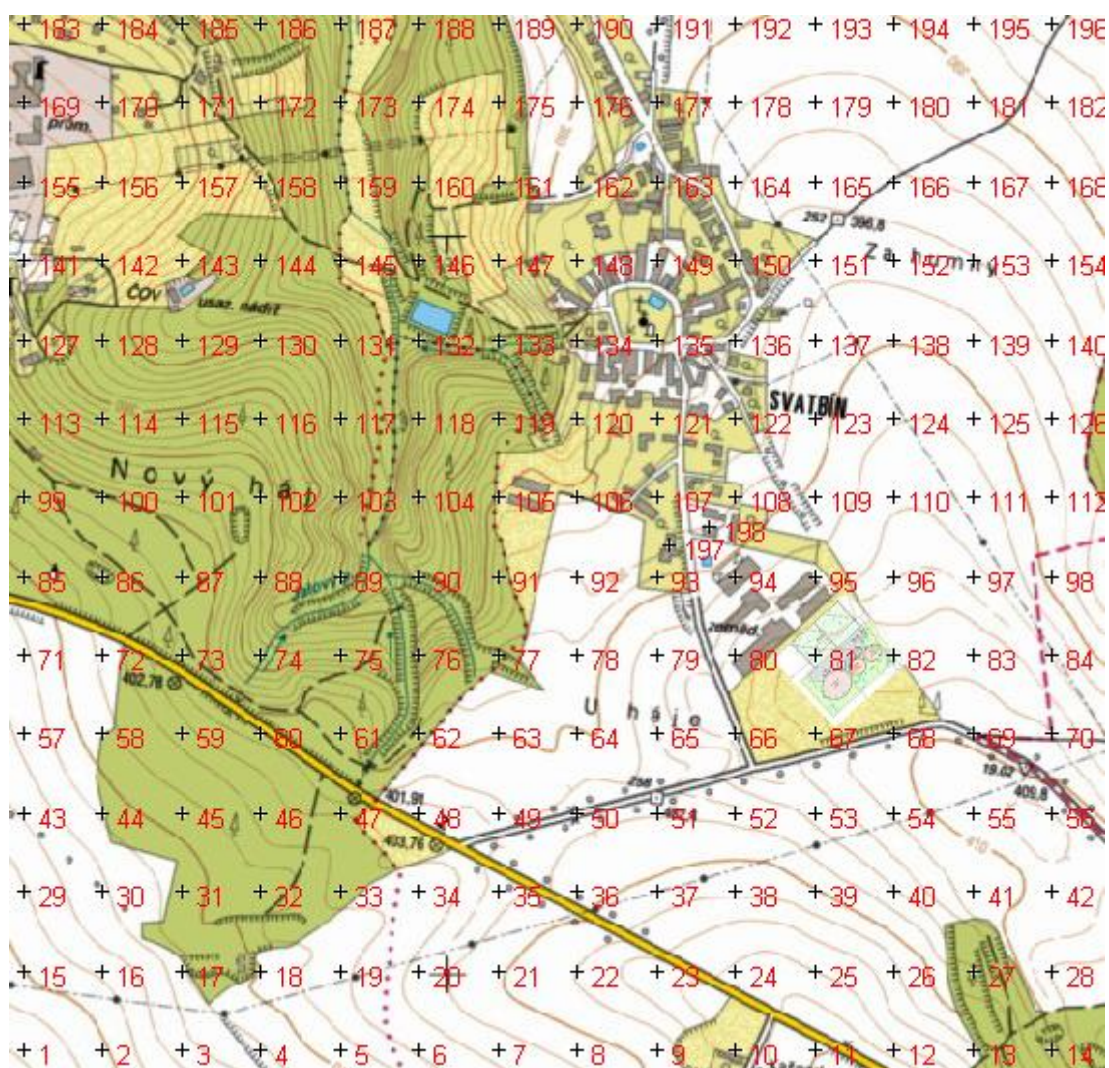 183 184 185 186 187 188 189 190 191 192 193 194 195 196
169 170 171 172 173 174 175 176 177 178 179 180 181 182
prům.
155 156 157 158 159 160 161 162 163 164 165 166 167 168
252 396,8
Za humny
141 142 143 144 145 146 147 148 149 150 151 152 153 154
ČOV usaz. nádrž
127 128 129 130 131 132 133 134 135 136 137 138 139 140
SVATBÍN
113 114 115 116 117 118 119 120 121 122 123 124 125 126
Nový háj
99 100 101 102 103 104 105 106 107 108 109 110 111 112
198
197
85 86 87 88 89 90 91 92 93 94 95 96 97 98
zeměd.
71 72 73 74 75 76 77 78 79 80 81 82 83 84
402,78
U háje
57 58 59 60 61 62 63 64 65 66 67 68 69 70
19.02
409,8
256
401,91
43 44 45 46 47 48 49 50 51 52 53 54 55 56
403,76
410
29 30 31 32 33 34 35 36 37 38 39 40 41 42
15 16 17 18 19 20 21 22 23 24 25 26 27 28
1 2 3 4 5 6 7 8 9 10 11 12 13 14